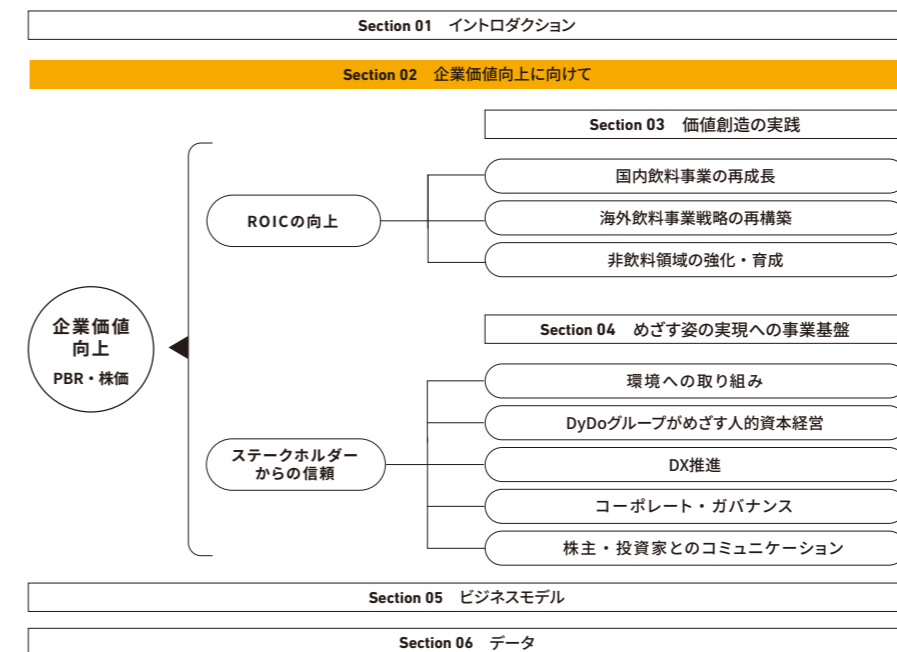 Section 01 イントロダクション
Section 02 企業価値向上に向けて
Section 03 価値創造の実践
国内飲料事業の再成長
ROICの向上
海外飲料事業戦略の再構築
非飲料領域の強化・育成
企業価値
向上
PBR・株価
Section 04 めざす姿の実現への事業基盤
環境への取り組み
DyDoグループがめざす人的資本経営
ステークホルダー
からの信頼
DX推進
コーポレート・ガバナンス
株主・投資家とのコミュニケーション
Section 05 ビジネスモデル
Section 06 データ